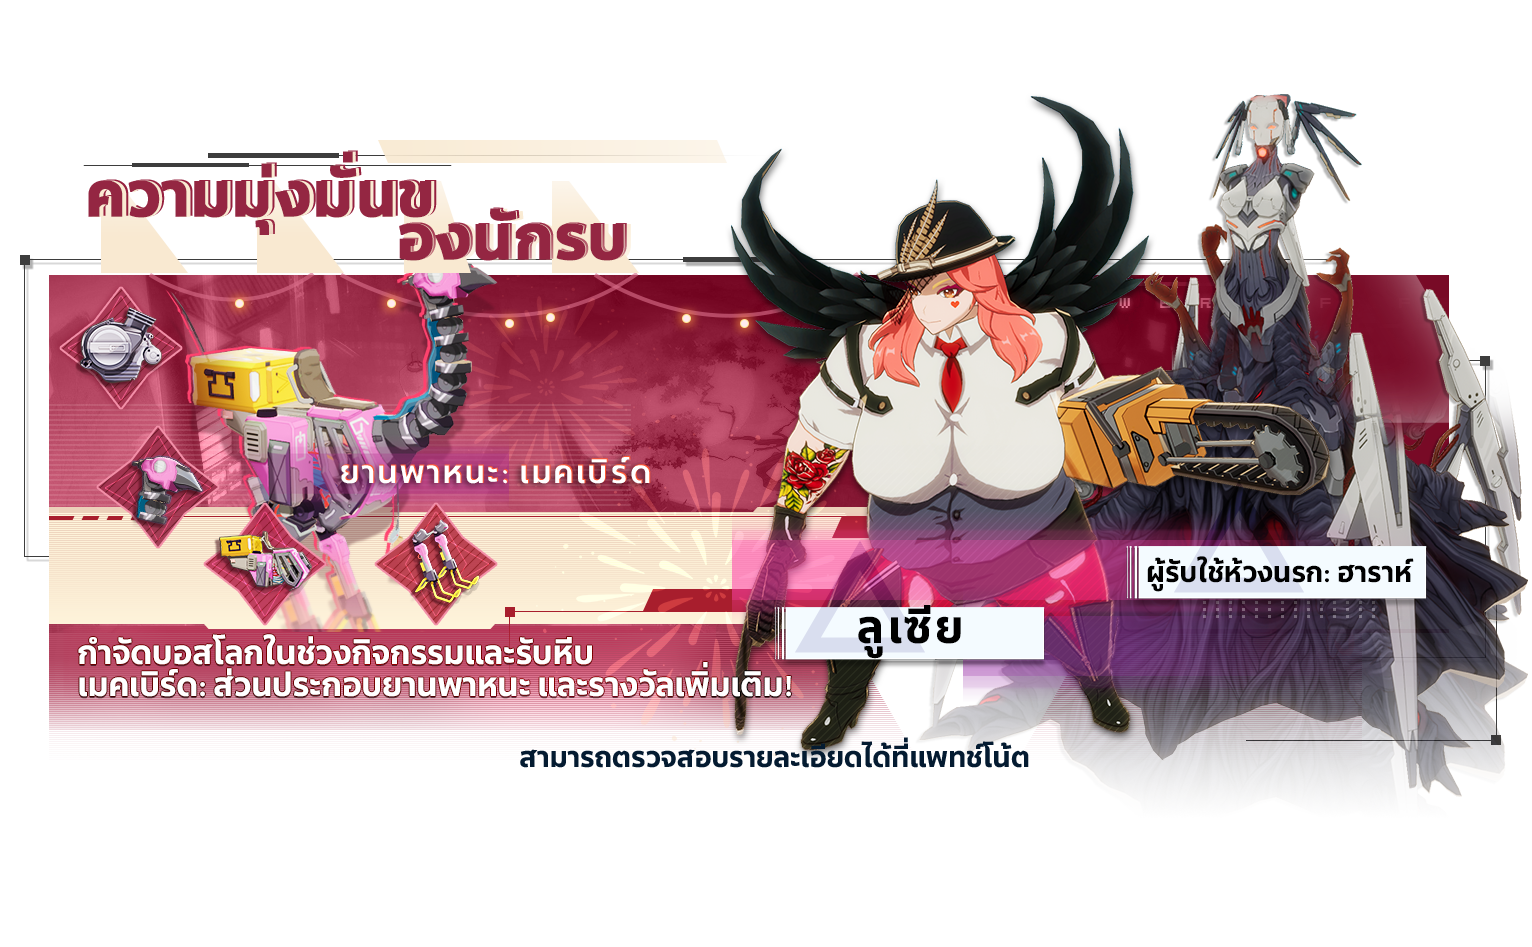 ความมุ่งมั่นข
องนักรบ
ยานพาหนะ: เมคเบิร์ด
ผู้รับใช้ห้วงนรก: ฮาราห์
ลูเซีย
กำจัดบอสโลกในช่วงกิจกรรมและรับหีบ
เมคเบิร์ด: ส่วนประกอบยานพาหนะ และรางวัลเพิ่มเติม!
สามารถตรวจสอบรายละเอียดได้ที่แพทช์โน้ต